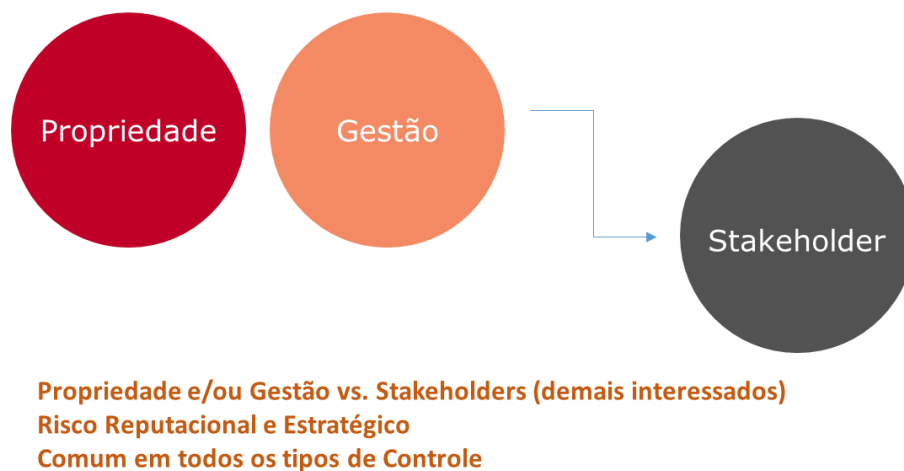 Propriedade
Gestão
Stakeholder
Propriedade e/ou Gestão vs. Stakeholders (demais interessados)
Risco Reputacional e Estratégico
Comum em todos os tipos de Controle